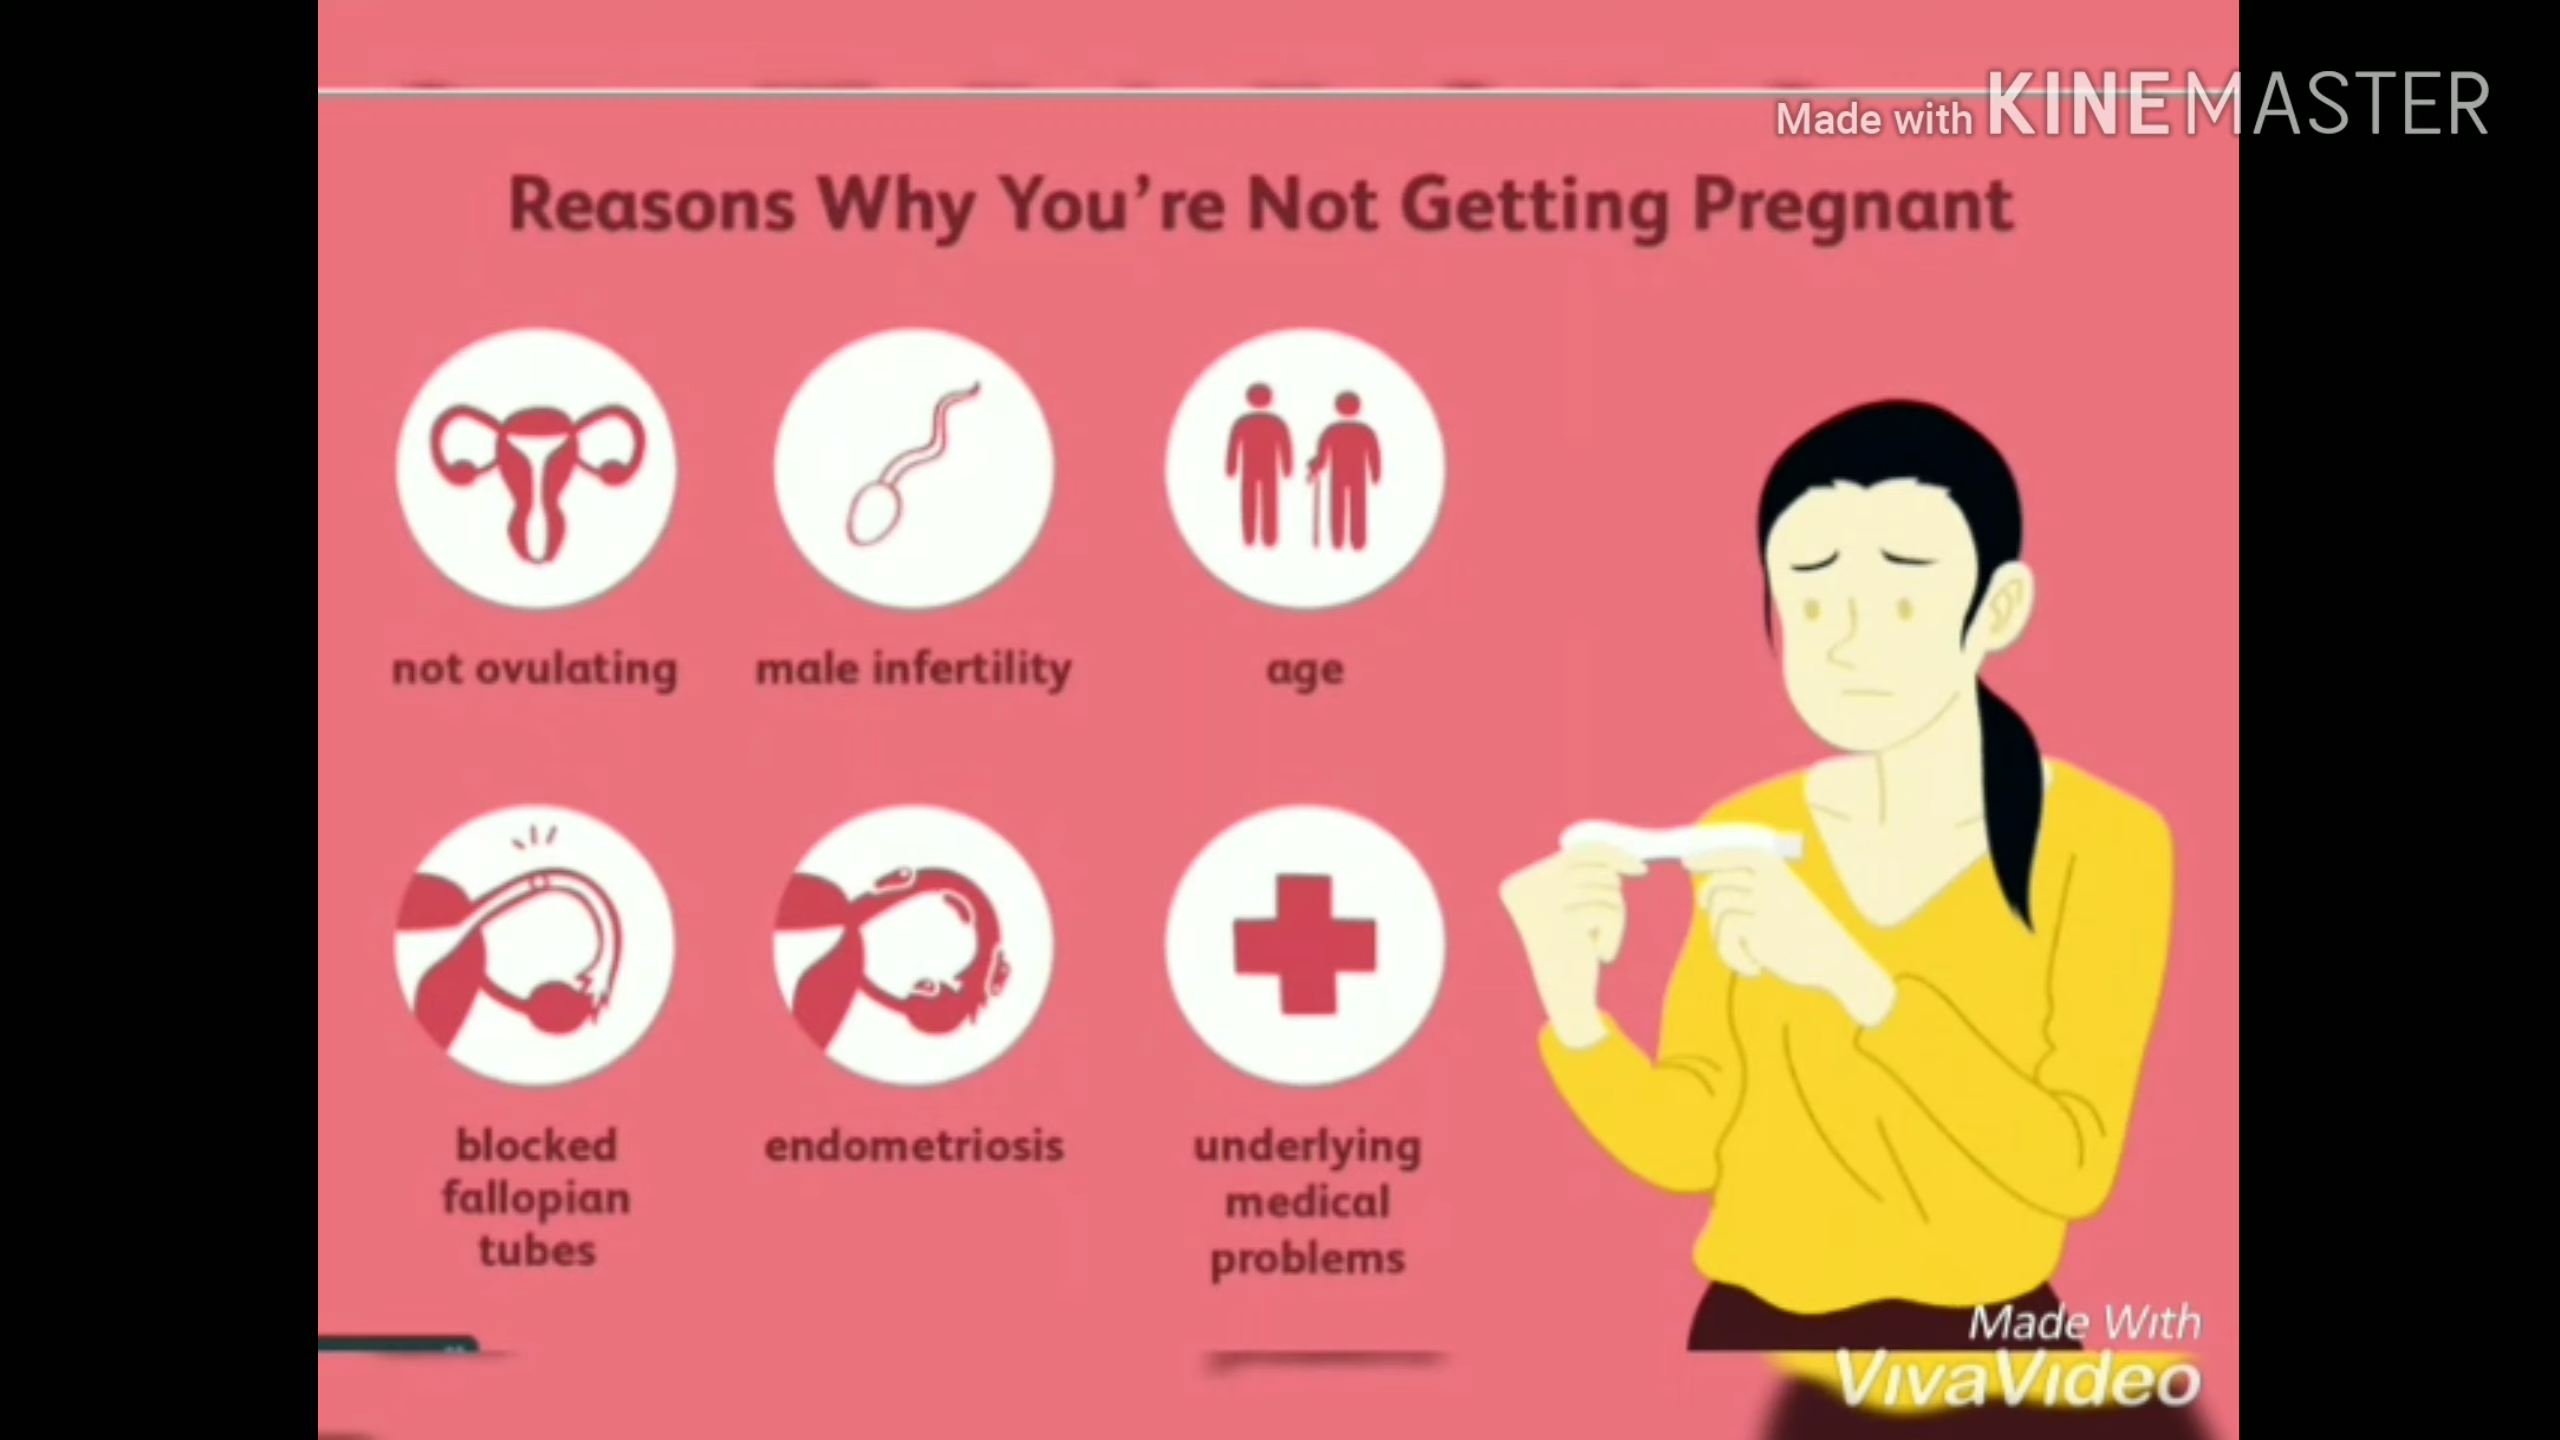 Made with KINEMASTER
Reasons Why You're Not Getting Pregnant
not ovulating
male infertility
age
blocked
fallopian
tubes
endometriosis
underlying
medical
problems
Made With
VivaVideo